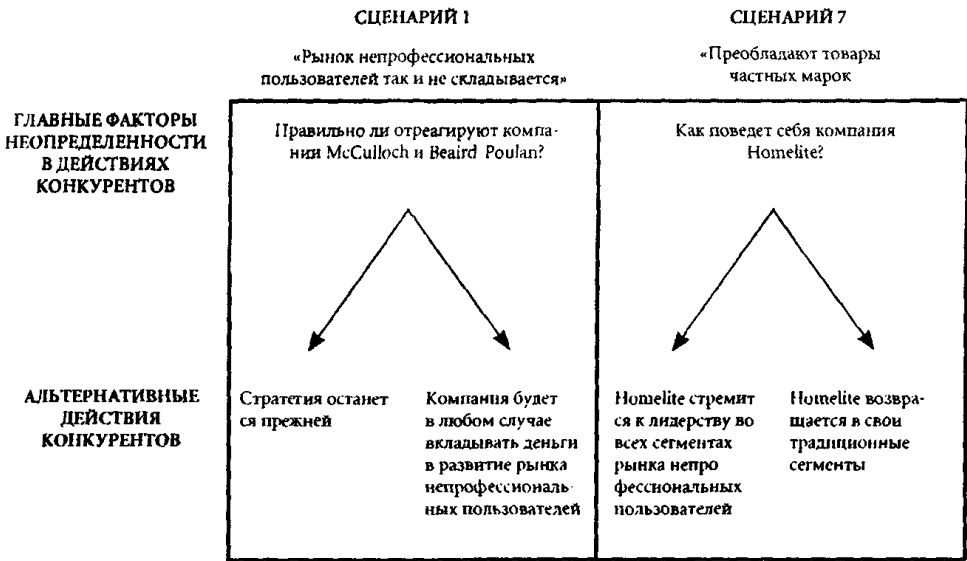 СЦЕНАРИЙ 1
«Рынок непрофессиональных
пользователей так и не складывается»
СЦЕНАРИЙ 7
«Преобладают товары
частных марок
ГЛАВНЫЕ ФАКТОРЫ
НЕОПРЕДЕЛЕННОСТИ
В ДЕЙСТВИЯХ
КОНКУРЕНТОВ
Правильно ли отреагируют компа-
нии McCulloch и Beaird Poulan?
Как поведет себя компания
Homelite?
АЛЬТЕРНАТИВНЫЕ
ДЕЙСТВИЯ
КОНКУРЕНТОВ
Стратегия останет
ся прежней
Компания будет
в любом случае
вкладывать деньги
в развитие рынка
непрофессиональ-
ных пользователей
Homelite стремит
ся к лидерству во
всех сегментах
рынка непро
фессиональных
пользователей
Homelite возвра-
щается в свои
традиционные
сегменты